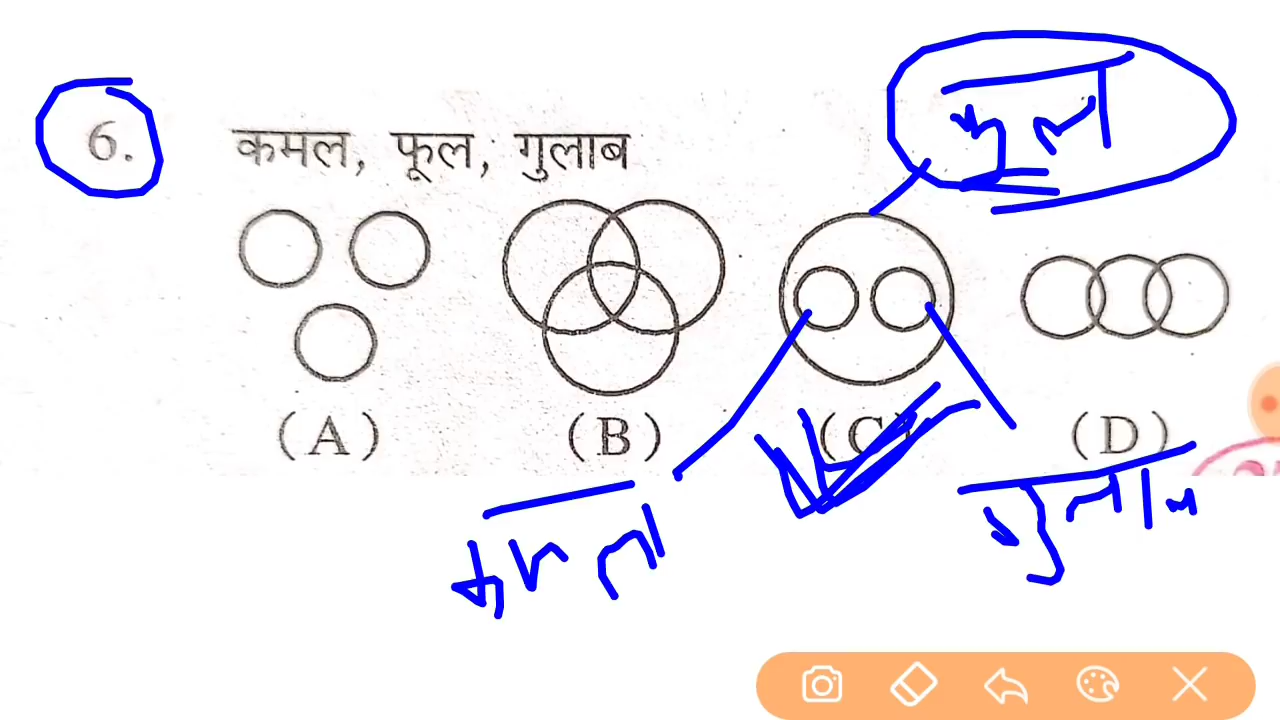 फूल
6. कमल, फूल, गुलाब
(A) (B) (C) (D)
कमल
गुलाब